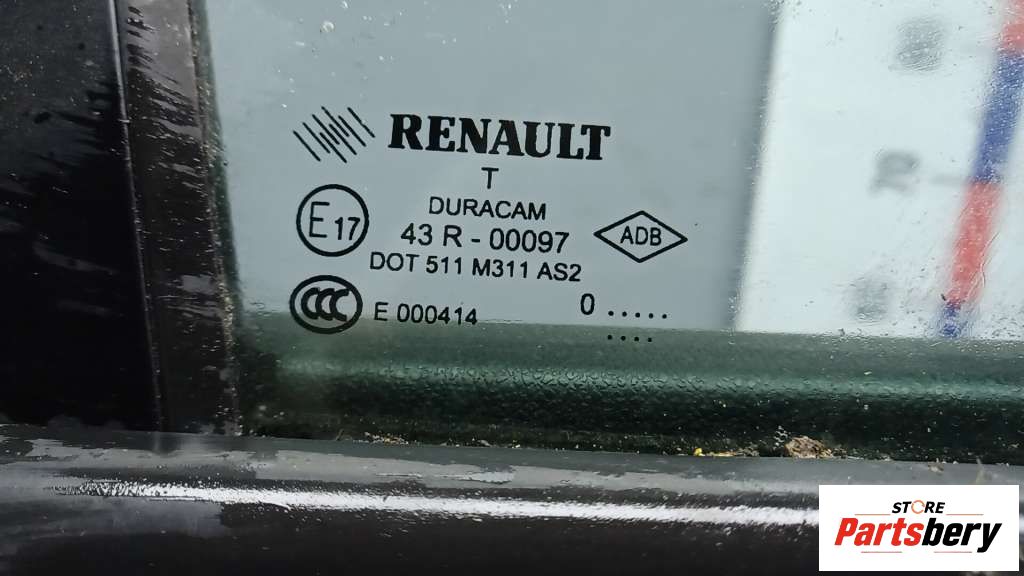 RENAULT
T
DURACAM
E17
43 R - 00097
ADB
DOT 511 M311 AS2
CCC
E 000414
0 .....
....
STORE
Partsbery